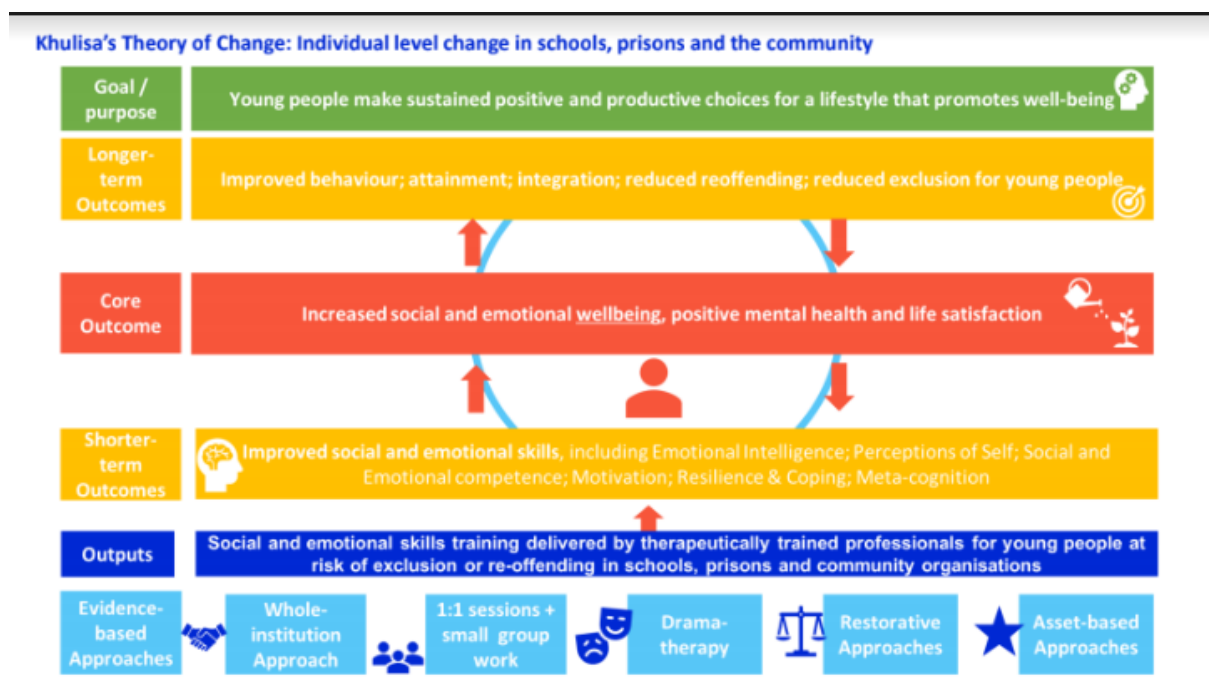 Khulisa's Theory of Change: Individual level change in schools, prisons and the community
Goal /
purpose
Young people make sustained positive and productive choices for a lifestyle that promotes well-being
Longer-
term
Outcomes
Improved behaviour; attainment; integration; reduced reoffending; reduced exclusion for young people
Core
Outcome
Increased social and emotional wellbeing, positive mental health and life satisfaction
Shorter-
term
Outcomes
Improved social and emotional skills, including Emotional Intelligence; Perceptions of Self; Social and
Emotional competence; Motivation; Resilience & Coping; Meta-cognition
Outputs
Social and emotional skills training delivered by therapeutically trained professionals for young people at
risk of exclusion or re-offending in schools, prisons and community organisations
Evidence-
based
Approaches
Whole-
institution
Approach
1:1 sessions +
small group
work
Drama-
therapy
Restorative
Approaches
Asset-based
Approaches